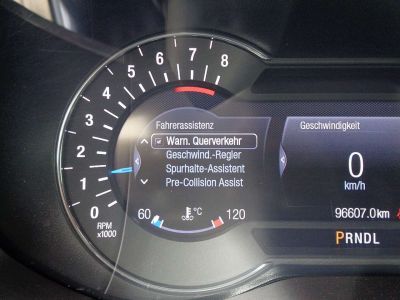 8
7
6
5
4
3
2
1
0
RPM
x1000
Fahrerassistenz
Warn. Querverkehr
Geschwind.-Regler
Spurhalte-Assistent
Pre-Collision Assist
60 °C 120
Geschwindigkeit
0
km/h
96607.0km
PRNDL